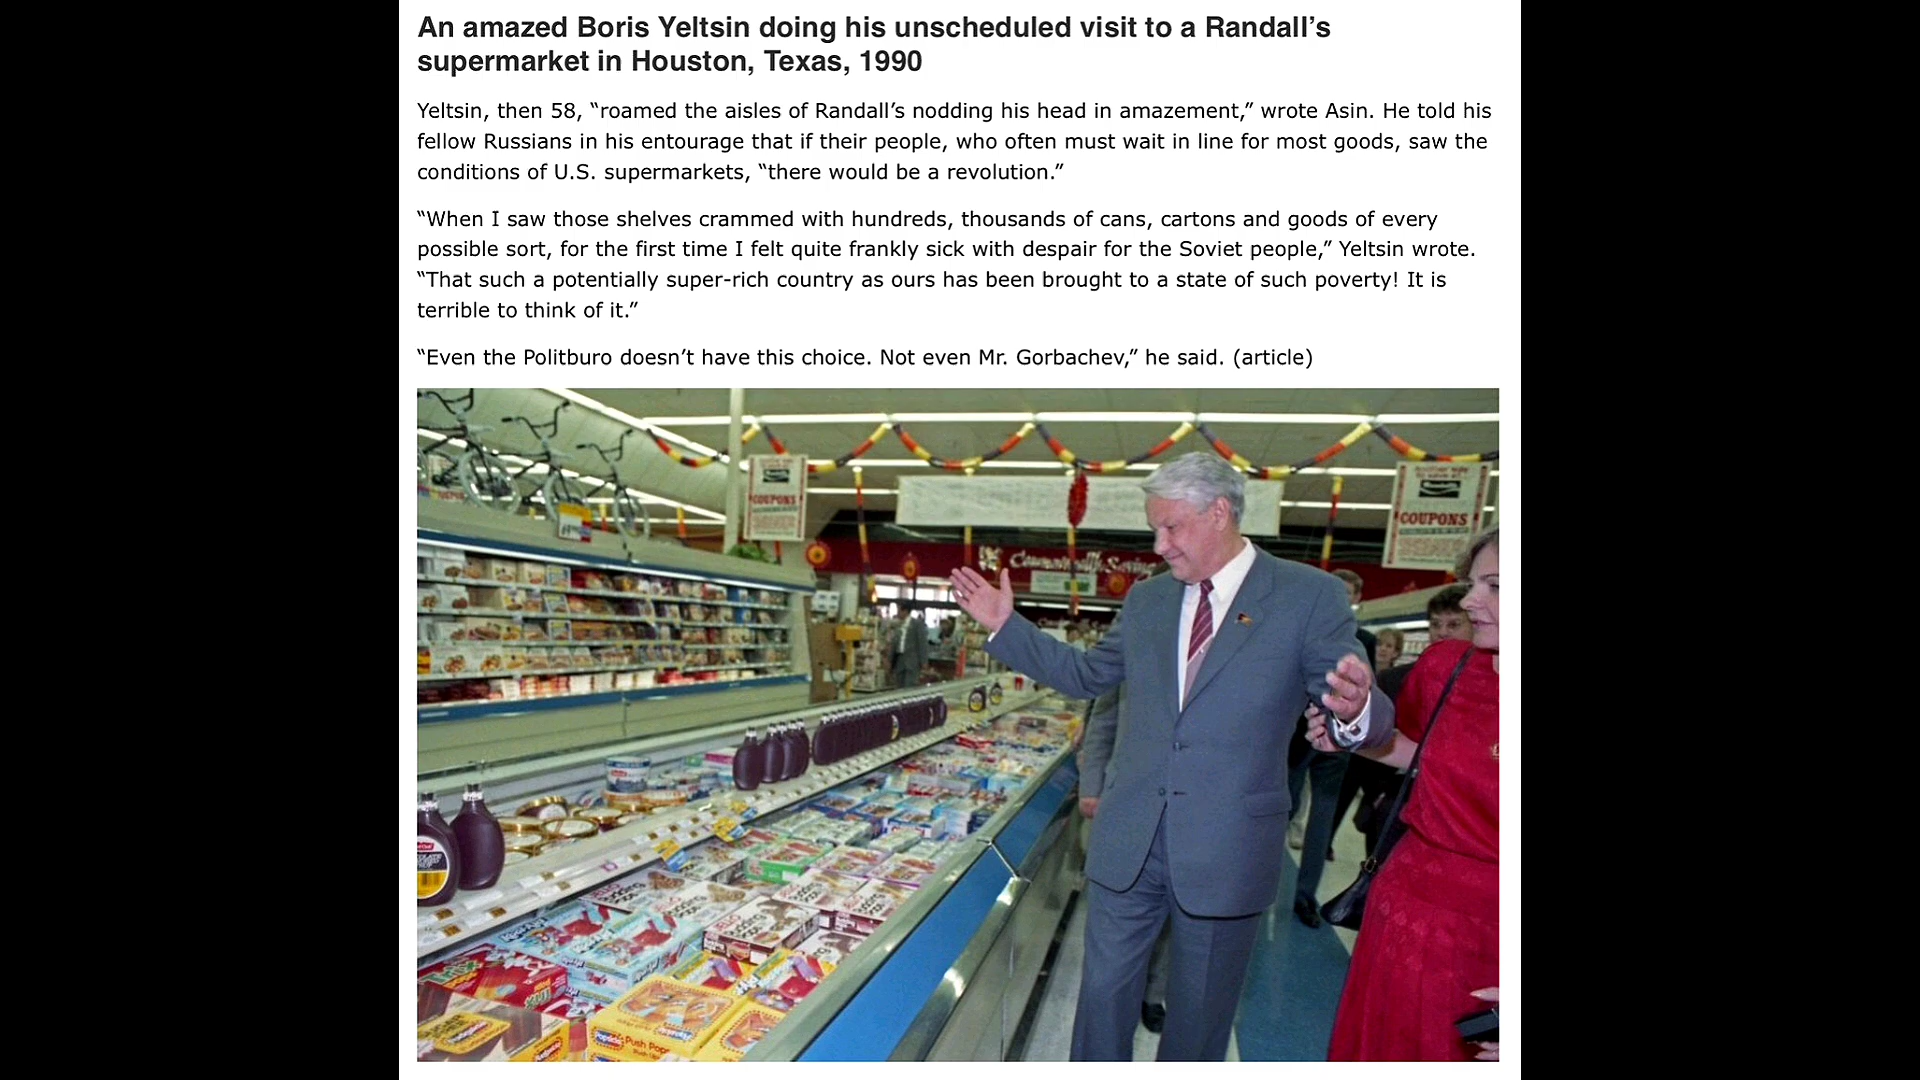 An amazed Boris Yeltsin doing his unscheduled visit to a Randall’s
supermarket in Houston, Texas, 1990
Yeltsin, then 58, “roamed the aisles of Randall’s nodding his head in amazement,” wrote Asin. He told his
fellow Russians in his entourage that if their people, who often must wait in line for most goods, saw the
conditions of U.S. supermarkets, “there would be a revolution.”
“When I saw those shelves crammed with hundreds, thousands of cans, cartons and goods of every
possible sort, for the first time I felt quite frankly sick with despair for the Soviet people,” Yeltsin wrote.
“That such a potentially super-rich country as ours has been brought to a state of such poverty! It is
terrible to think of it.”
“Even the Politburo doesn’t have this choice. Not even Mr. Gorbachev,” he said. (article)
COUPONS
COUPONS
Savings
Pudding
Pudding
Popsicle
Push Pops